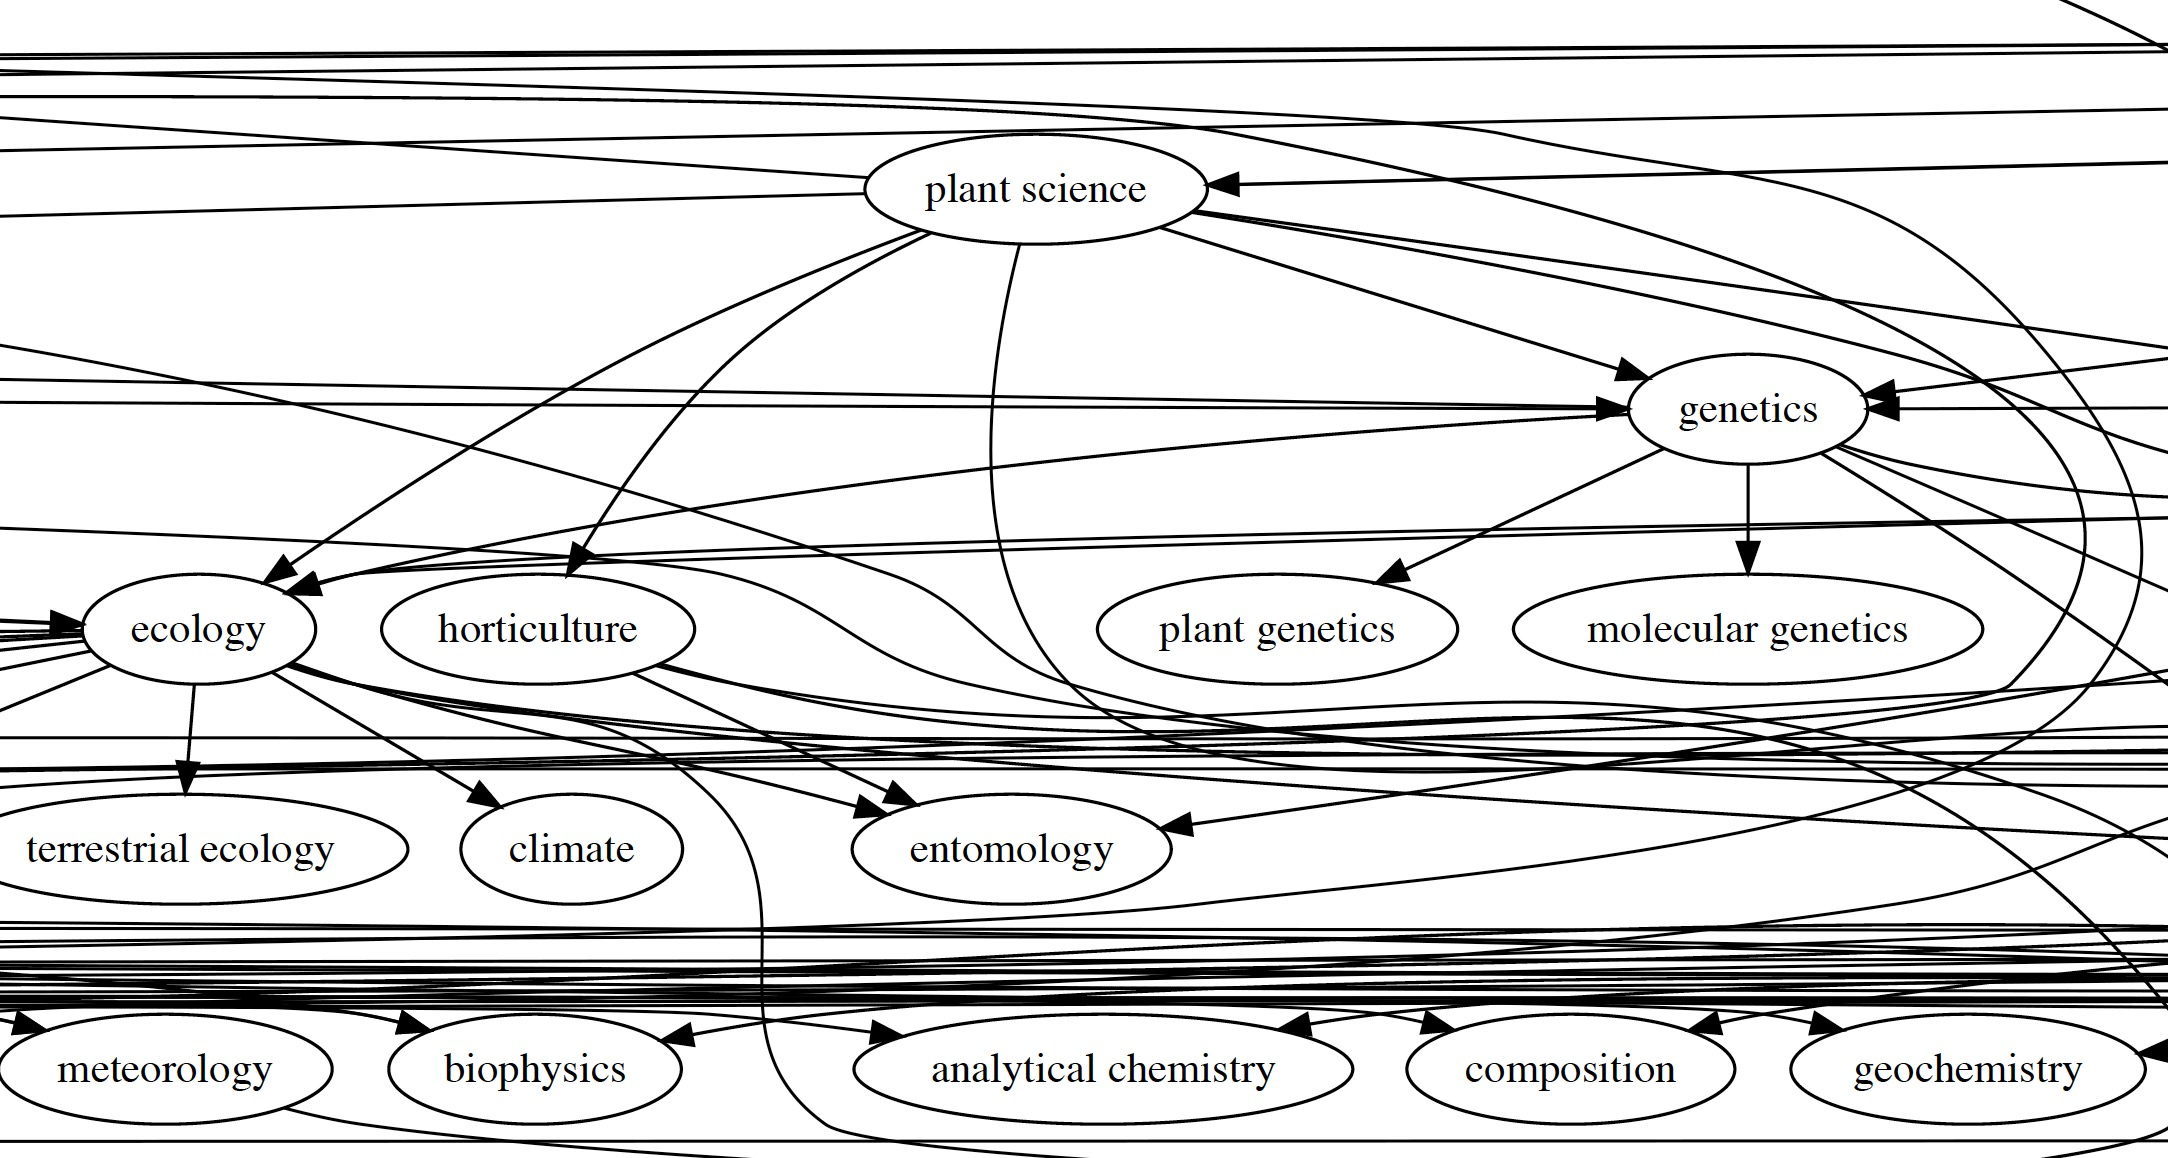 plant science
genetics
ecology
horticulture
plant genetics
molecular genetics
terrestrial ecology
climate
entomology
meteorology
biophysics
analytical chemistry
composition
geochemistry